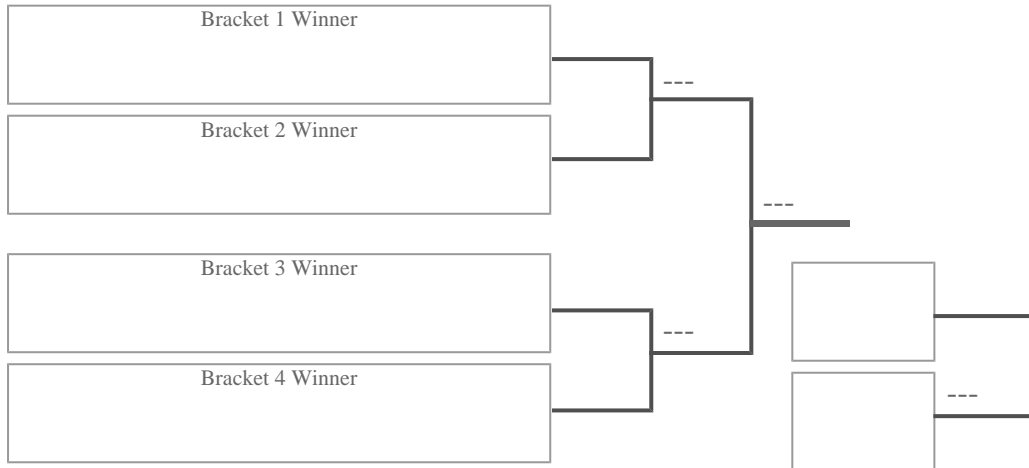 Bracket 1 Winner
---
Bracket 2 Winner
---
Bracket 3 Winner
---
Bracket 4 Winner
---